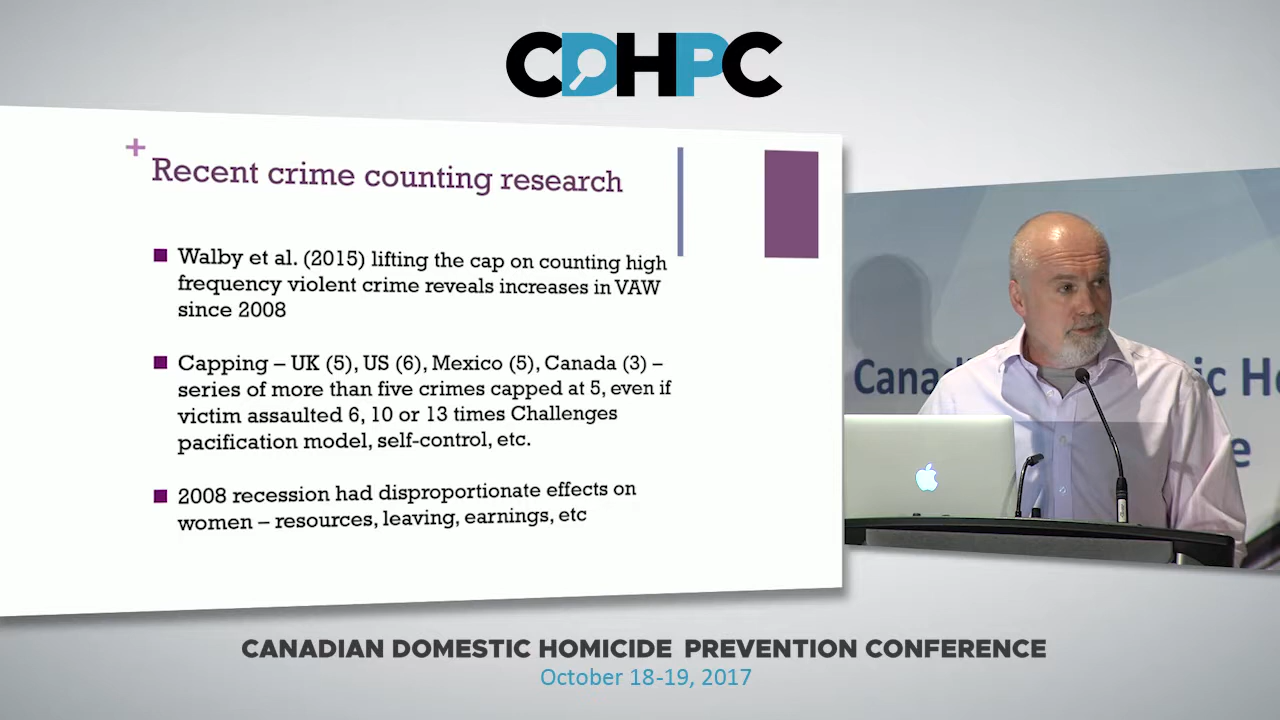 CDHPC
+
Recent crime counting research
Walby et al. (2015) lifting the cap on counting high
frequency violent crime reveals increases in VAW
since 2008
Capping – UK (5), US (6), Mexico (5), Canada (3) –
series of more than five crimes capped at 5, even if
victim assaulted 6, 10 or 13 times Challenges
pacification model, self-control, etc.
2008 recession had disproportionate effects on
women – resources, leaving, earnings, etc
CANADIAN DOMESTIC HOMICIDE PREVENTION CONFERENCE
October 18-19, 2017